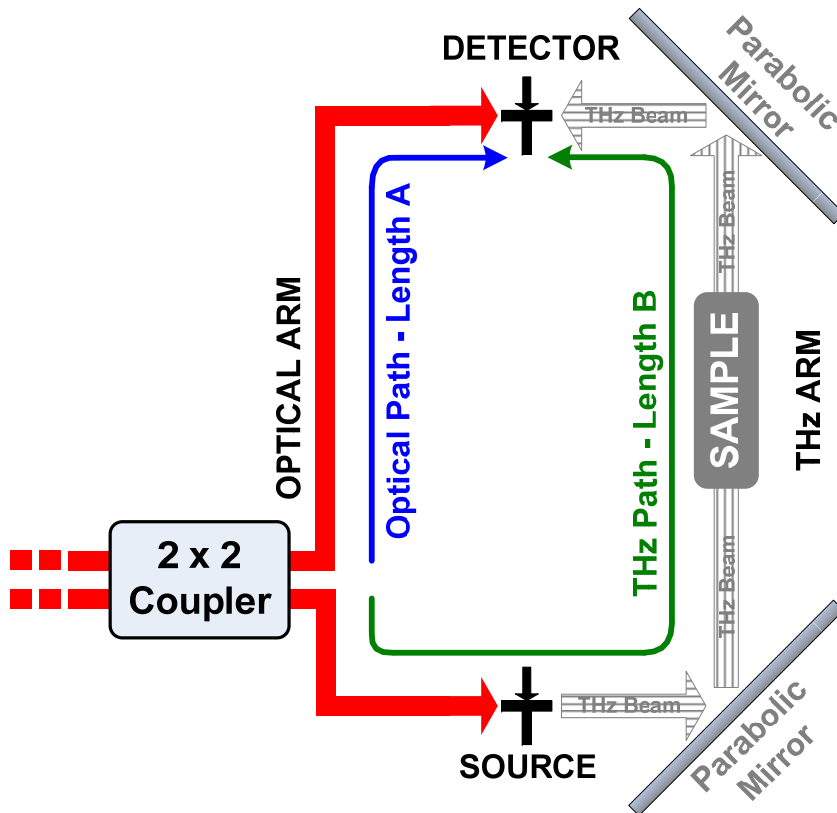 DETECTOR
Parabolic
Mirror
THz Beam
THz Beam
OPTICAL ARM
Optical Path - Length A
THz Path - Length B
SAMPLE
THz ARM
2 x 2
Coupler
THz Beam
THz Beam
SOURCE
Parabolic
Mirror